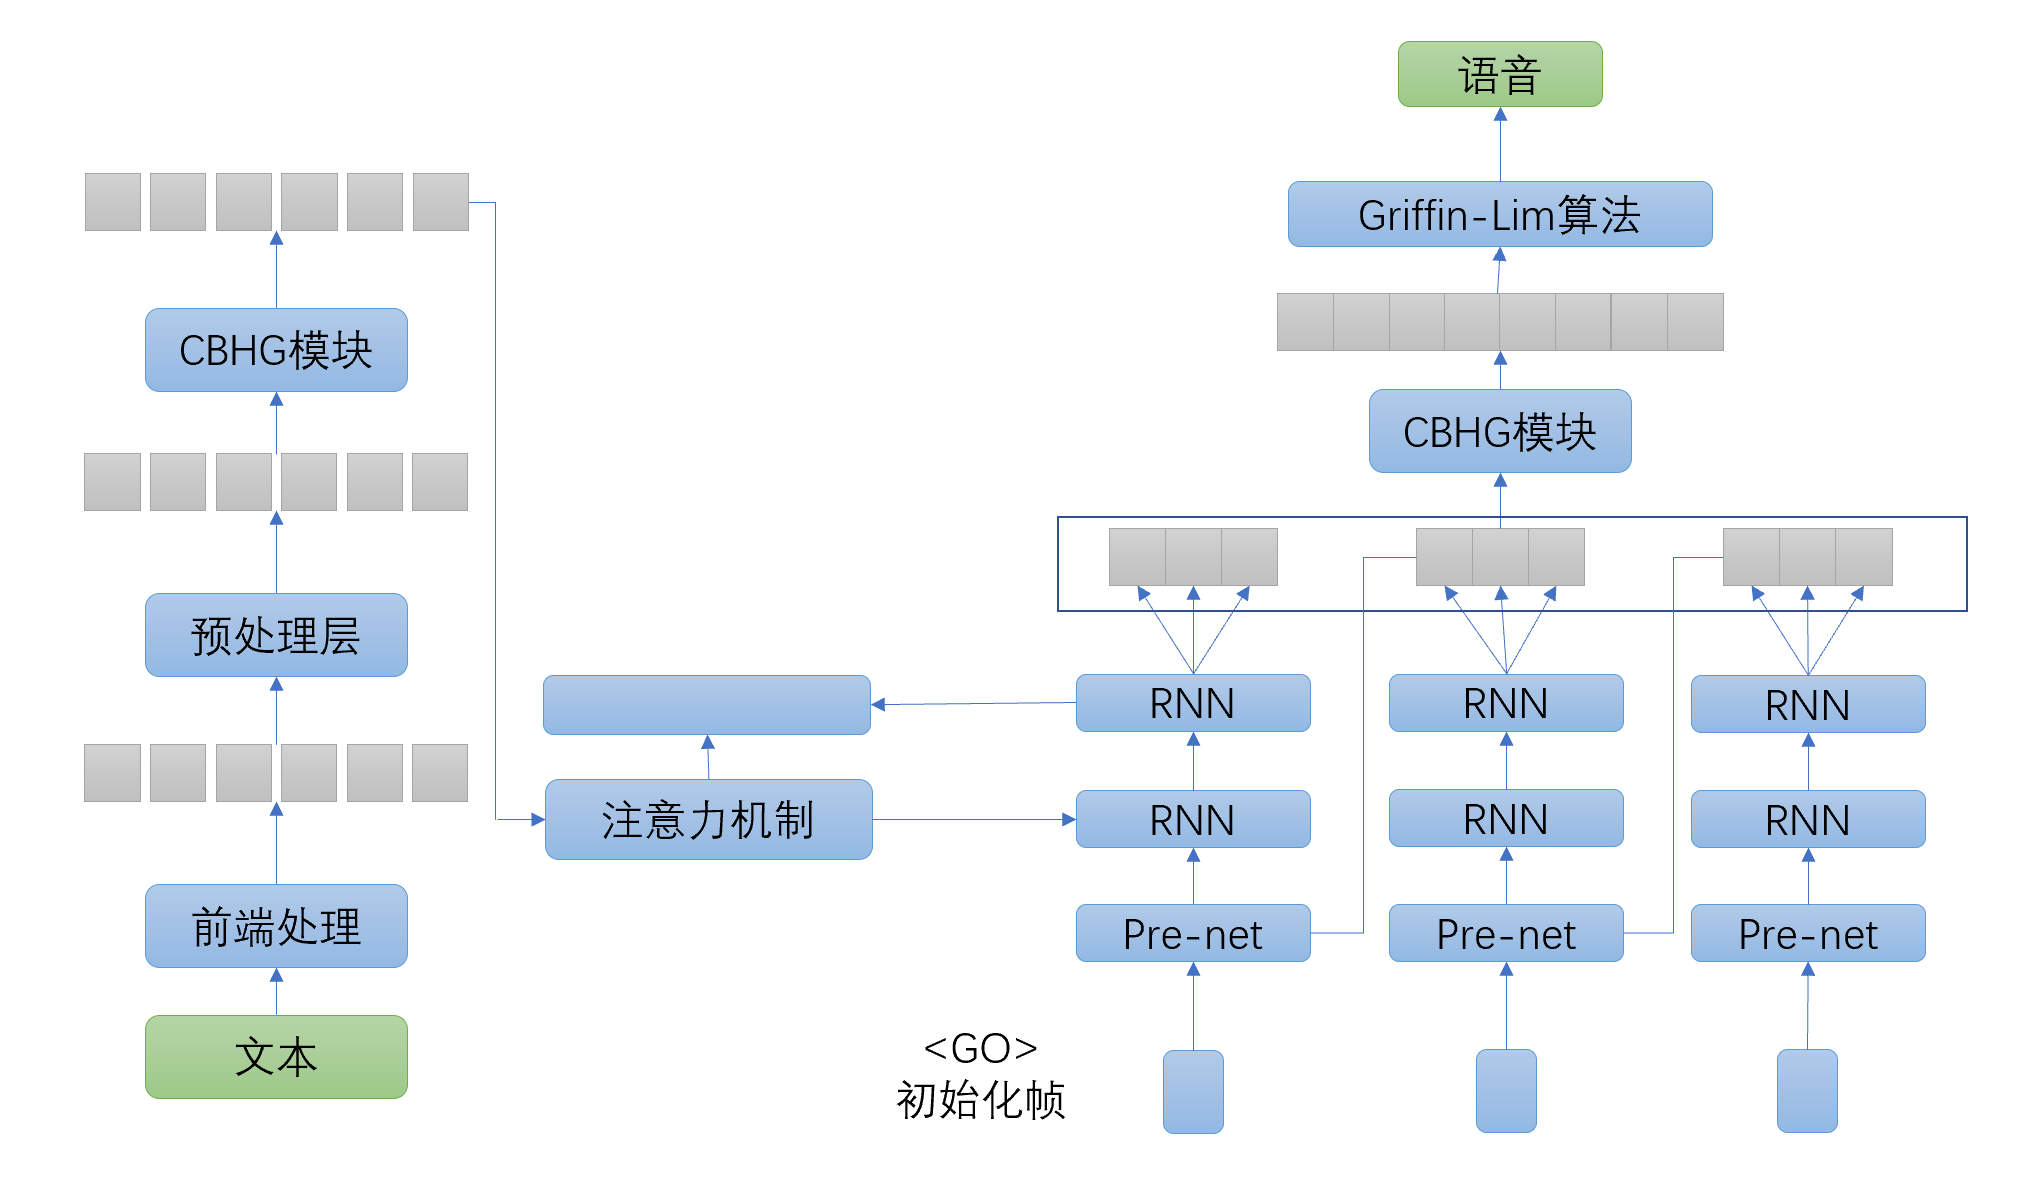 语音
Griffin-Lim算法
CBHG模块
CBHG模块
预处理层
前端处理
文本
注意力机制
RNN
RNN
RNN
RNN
RNN
RNN
Pre-net
Pre-net
Pre-net
<GO>
初始化帧